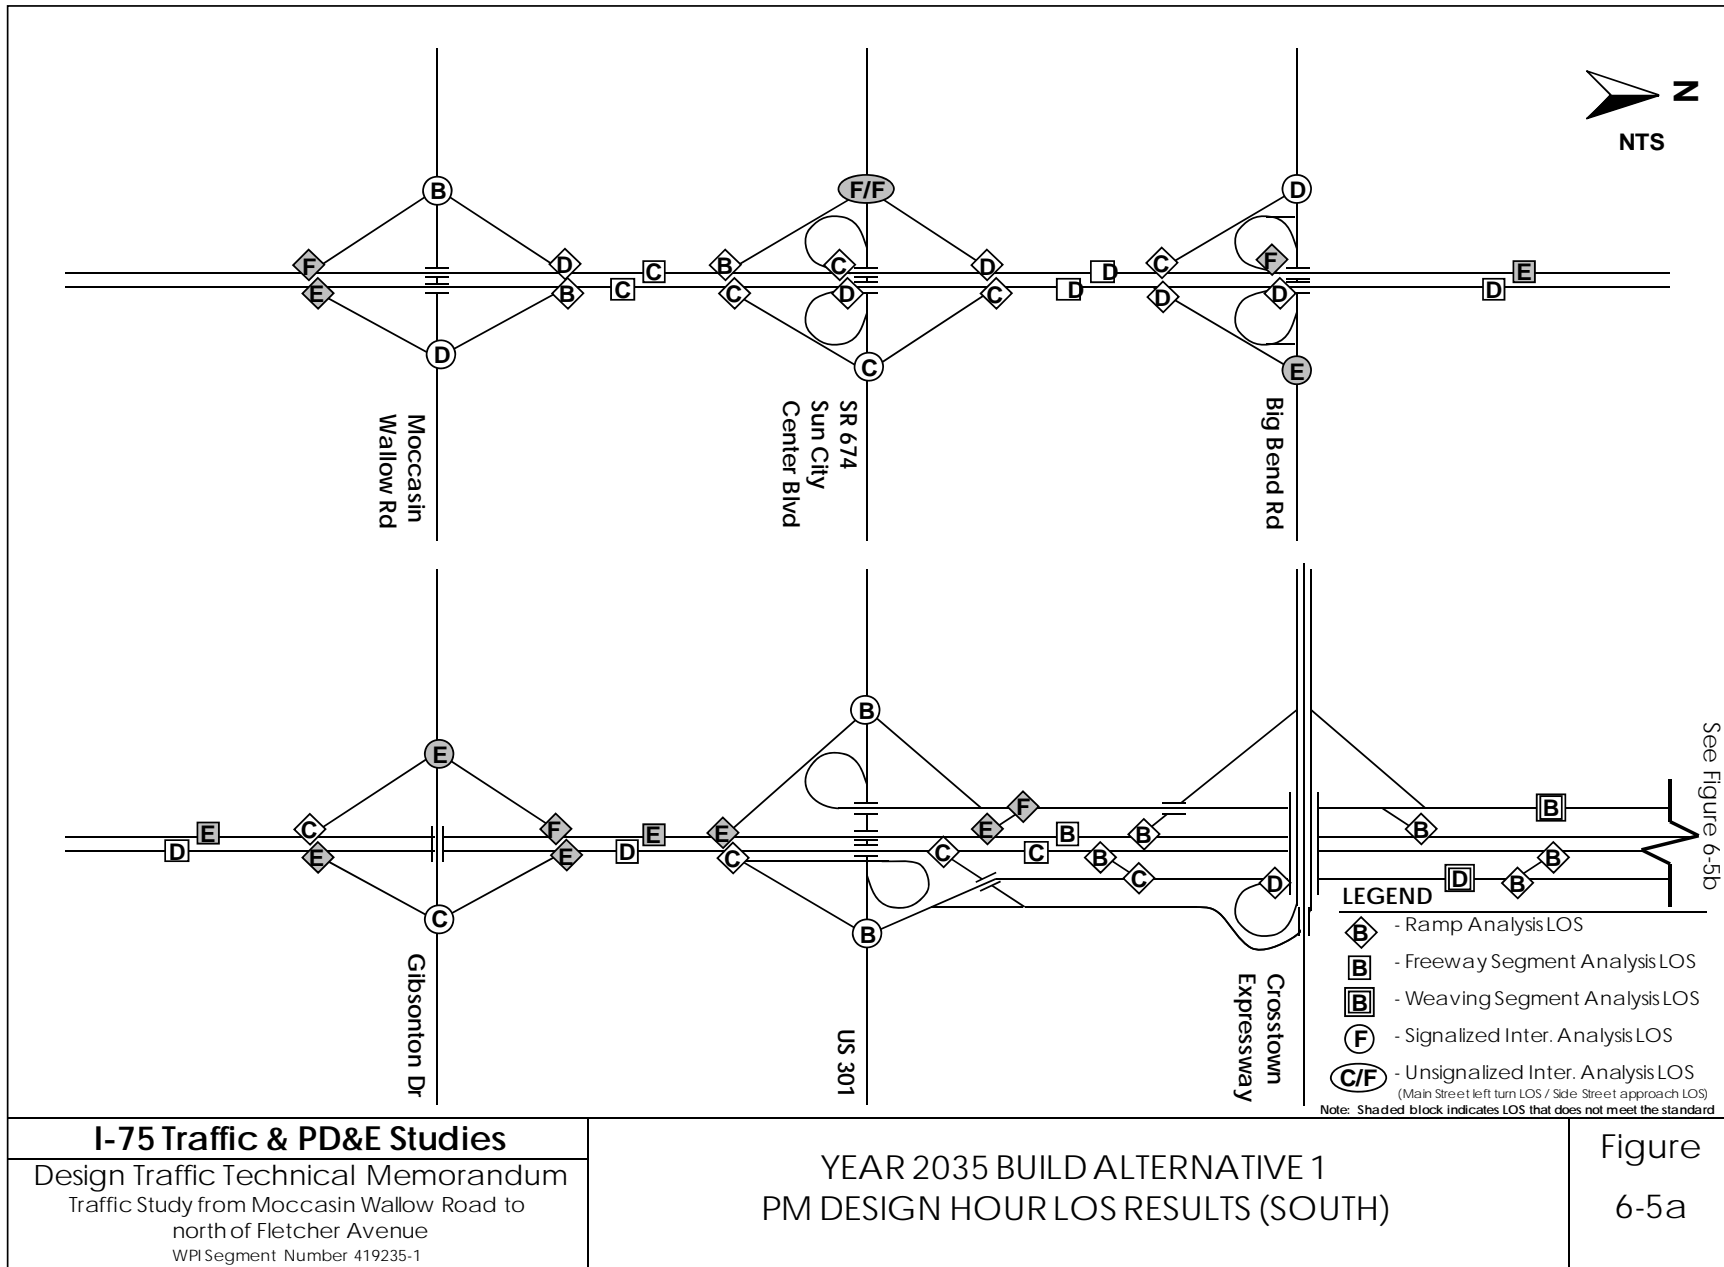 N
NTS
B
F/F
D
F
D
C
B
C
D
D
C
F
E
E
B
C
C
D
C
D
D
D
D
D
D
C
E
Moccasin
Wallow Rd
SR 674
Sun City
Center Blvd
Big Bend Rd
B
E
F
B
E
C
F
E
E
E
B
B
B
D
E
E
D
C
C
C
B
B
C
D
D
B
C
B
See Figure 6-5b
Gibsonton Dr
US 301
Crosstown
Expressway
LEGEND
B - Ramp Analysis LOS
B - Freeway Segment Analysis LOS
B - Weaving Segment Analysis LOS
F - Signalized Inter. Analysis LOS
C/F - Unsignalized Inter. Analysis LOS
(Main Street left turn LOS / Side Street approach LOS)
Note: Shaded block indicates LOS that does not meet the standard
I-75 Traffic & PD&E Studies
Design Traffic Technical Memorandum
Traffic Study from Moccasin Wallow Road to
north of Fletcher Avenue
WPI Segment Number 419235-1
YEAR 2035 BUILD ALTERNATIVE 1
PM DESIGN HOUR LOS RESULTS (SOUTH)
Figure
6-5a